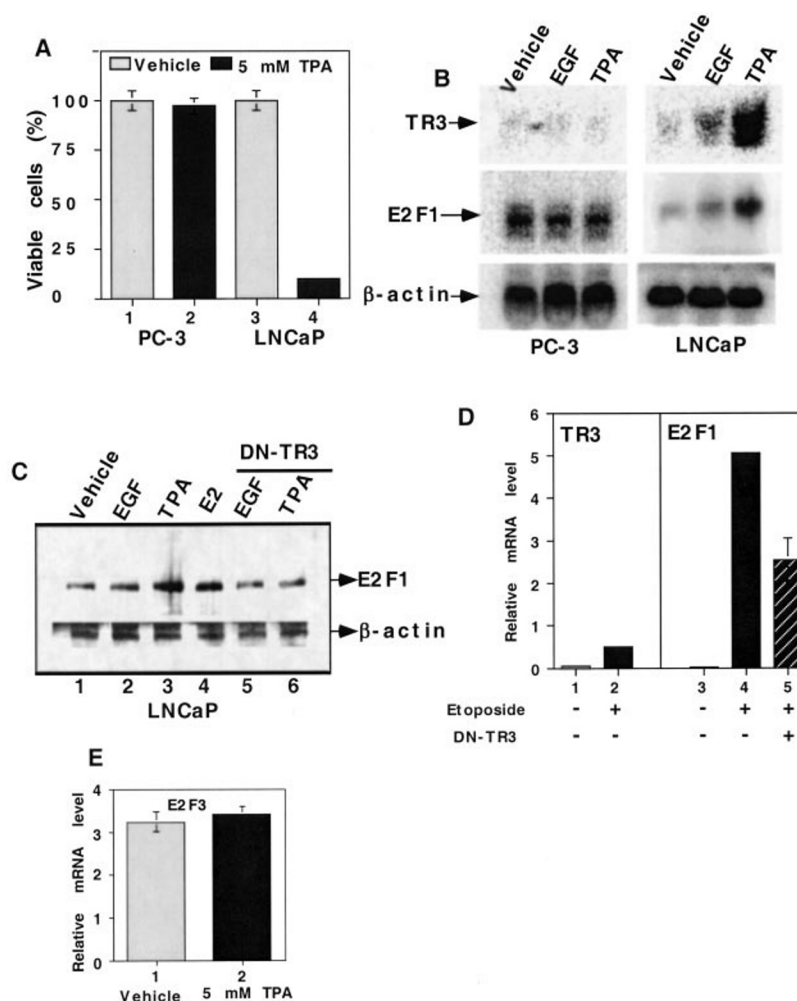 A
Vehicle 5 mM TPA
Viable cells (%)
100
75
50
25
0
1 2 3 4
PC-3 LNCaP
B
Vehicle EGF TPA Vehicle EGF TPA
TR3
E2F1
β-actin
PC-3 LNCaP
C
DN-TR3
Vehicle EGF TPA E2 EGF TPA
E2F1
β-actin
1 2 3 4 5 6
LNCaP
D
TR3 E2F1
Relative mRNA level
6
5
4
3
2
1
0
1 2 3 4 5
Etoposide - + - + +
DN-TR3 - - - - +
E
E2F3
Relative mRNA level
4
3
2
1
0
1 2
Vehicle 5 mM TPA